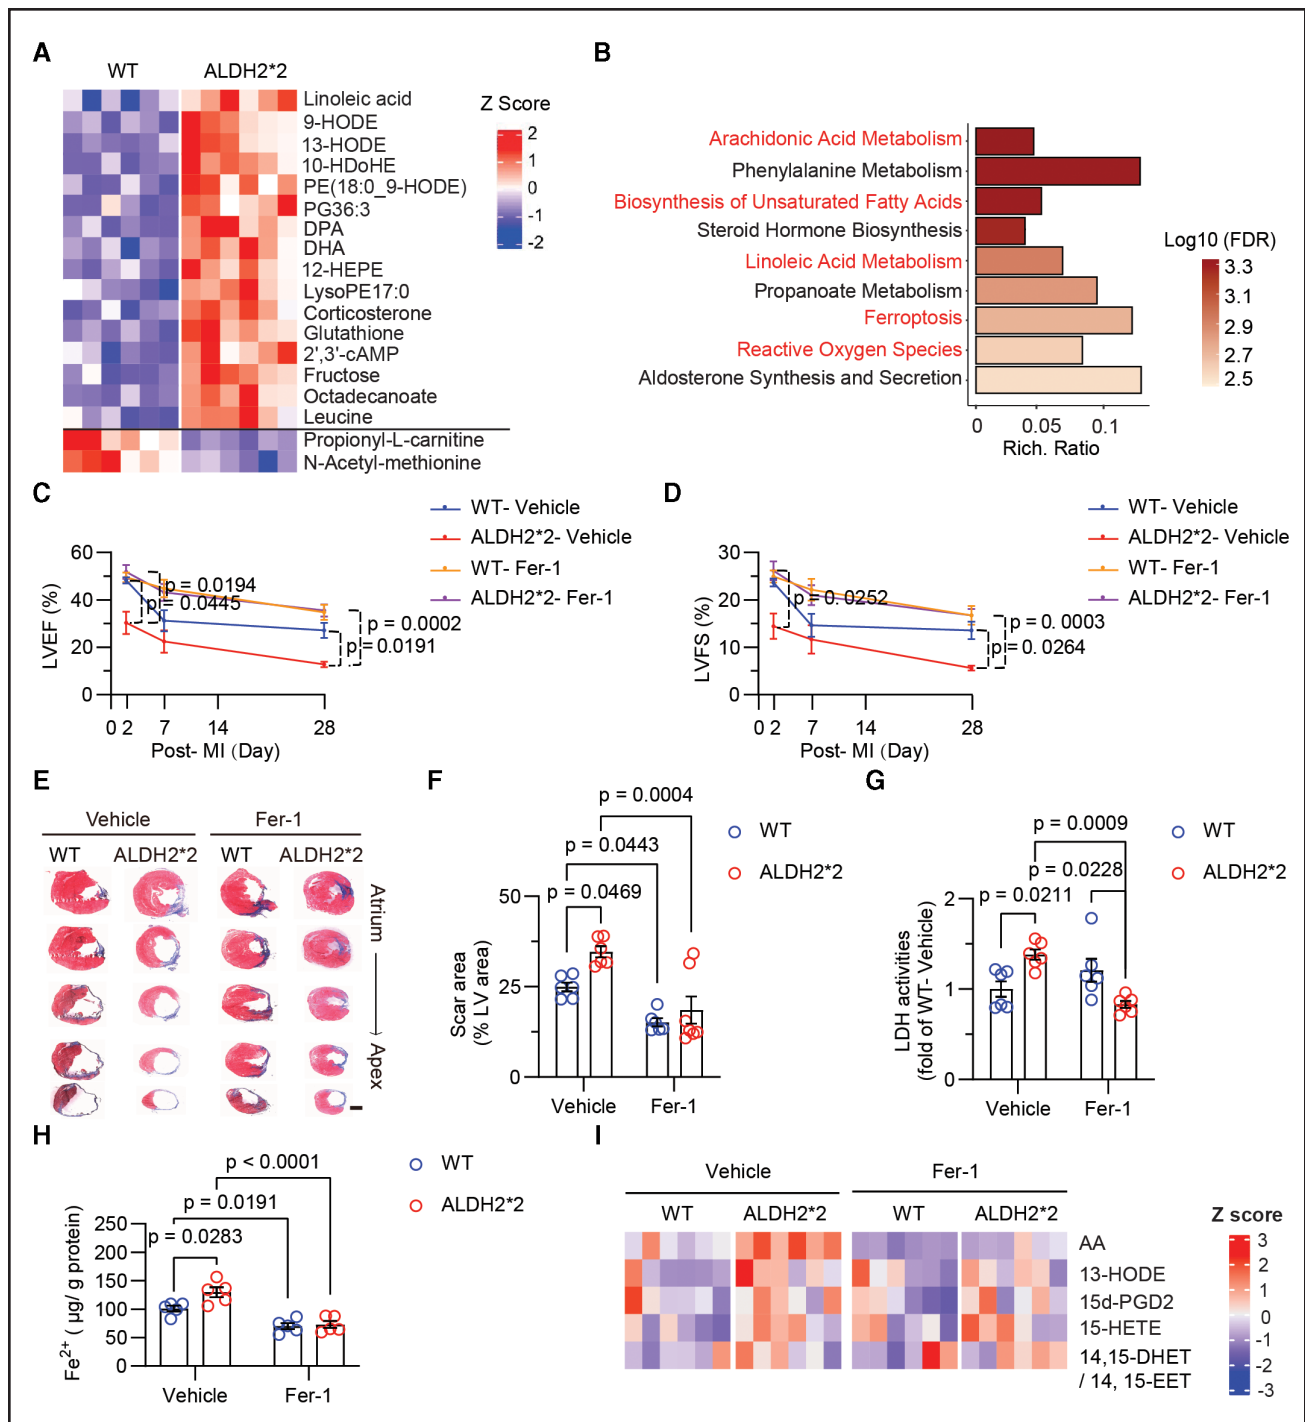 A
WT
ALDH2*2
Linoleic acid
9-HODE
13-HODE
10-HDoHE
PE(18:0_9-HODE)
PG36:3
DPA
DHA
12-HEPE
LysoPE17:0
Corticosterone
Glutathione
2',3'-cAMP
Fructose
Octadecanoate
Leucine
Propionyl-L-carnitine
N-Acetyl-methionine
Z Score
2
1
0
-1
-2
B
Arachidonic Acid Metabolism
Phenylalanine Metabolism
Biosynthesis of Unsaturated Fatty Acids
Steroid Hormone Biosynthesis
Linoleic Acid Metabolism
Propanoate Metabolism
Ferroptosis
Reactive Oxygen Species
Aldosterone Synthesis and Secretion
0 0.05 0.1
Rich. Ratio
Log10 (FDR)
3.3
3.1
2.9
2.7
2.5
C
WT- Vehicle
ALDH2*2- Vehicle
WT- Fer-1
ALDH2*2- Fer-1
LVEF (%)
60
40
20
0
p = 0.0194
p = 0.0445
p = 0.0002
p = 0.0191
0 2 7 14 28
Post- MI (Day)
D
WT- Vehicle
ALDH2*2- Vehicle
WT- Fer-1
ALDH2*2- Fer-1
LVFS (%)
30
20
10
0
p = 0.0252
p = 0.0003
p = 0.0264
0 2 7 14 28
Post- MI (Day)
E
Vehicle
Fer-1
WT
ALDH2*2
WT
ALDH2*2
Atrium
Apex
F
p = 0.0004
p = 0.0443
p = 0.0469
WT
ALDH2*2
Scar area
(% LV area)
50
25
0
Vehicle
Fer-1
G
p = 0.0009
p = 0.0228
p = 0.0211
WT
ALDH2*2
LDH activities
(fold of WT- Vehicle)
2
1
0
Vehicle
Fer-1
H
p < 0.0001
p = 0.0191
p = 0.0283
WT
ALDH2*2
Fe2+ ( µg/ g protein)
250
200
150
100
50
0
Vehicle
Fer-1
I
Vehicle
Fer-1
WT
ALDH2*2
WT
ALDH2*2
AA
13-HODE
15d-PGD2
15-HETE
14,15-DHET
/ 14, 15-EET
Z score
3
2
1
0
-1
-2
-3